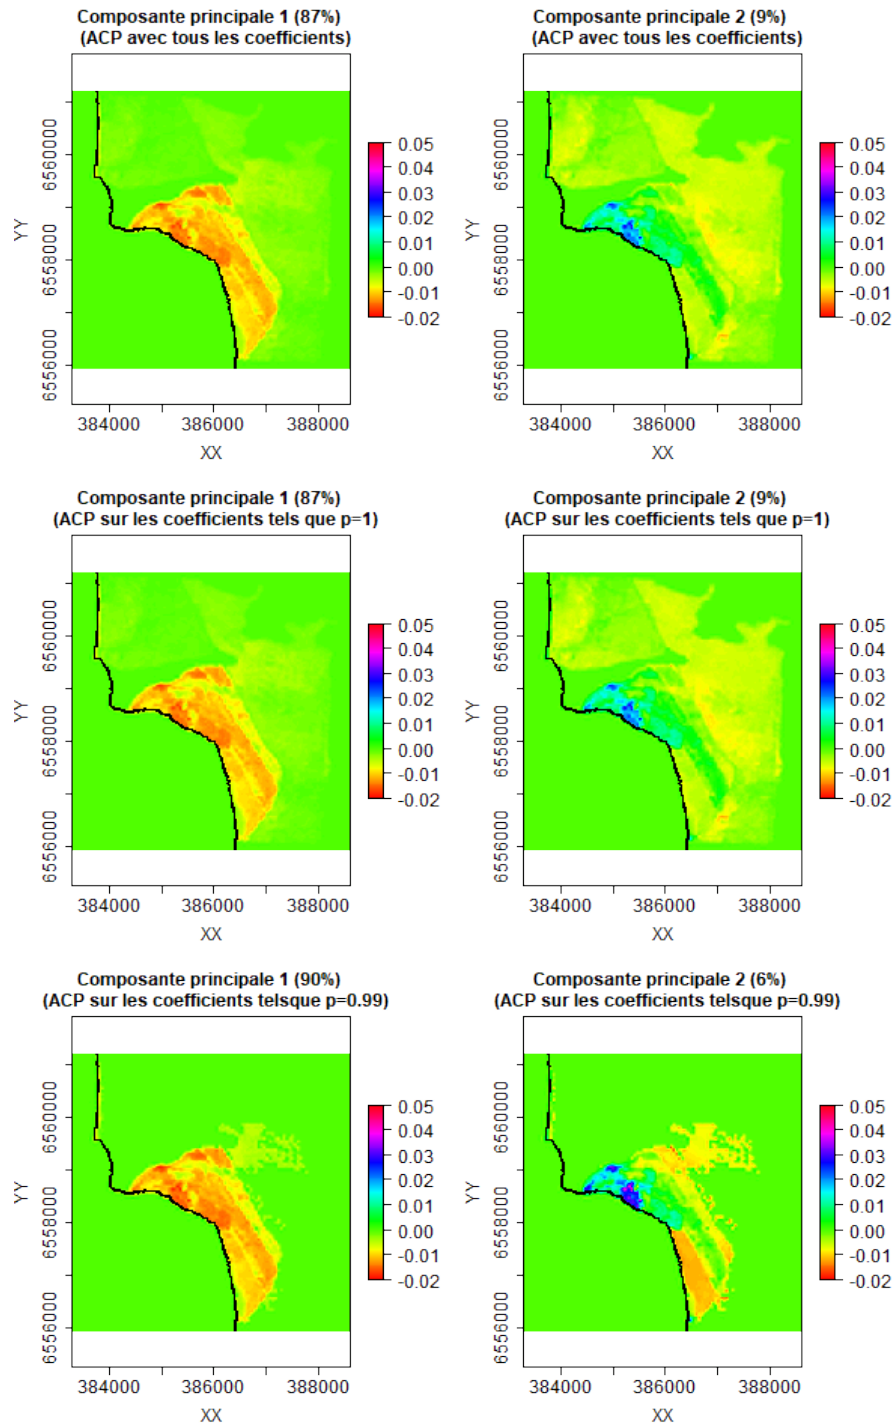 Composante principale 1 (87%)
(ACP avec tous les coefficients)
YY
6560000
6558000
6556000
384000 386000 388000
XX
0.05
0.04
0.03
0.02
0.01
0.00
-0.01
-0.02
Composante principale 2 (9%)
(ACP avec tous les coefficients)
YY
6560000
6558000
6556000
384000 386000 388000
XX
0.05
0.04
0.03
0.02
0.01
0.00
-0.01
-0.02
Composante principale 1 (87%)
(ACP sur les coefficients tels que p=1)
YY
6560000
6558000
6556000
384000 386000 388000
XX
0.05
0.04
0.03
0.02
0.01
0.00
-0.01
-0.02
Composante principale 2 (9%)
(ACP sur les coefficients tels que p=1)
YY
6560000
6558000
6556000
384000 386000 388000
XX
0.05
0.04
0.03
0.02
0.01
0.00
-0.01
-0.02
Composante principale 1 (90%)
(ACP sur les coefficients telsque p=0.99)
YY
6560000
6558000
6556000
384000 386000 388000
XX
0.05
0.04
0.03
0.02
0.01
0.00
-0.01
-0.02
Composante principale 2 (6%)
(ACP sur les coefficients telsque p=0.99)
YY
6560000
6558000
6556000
384000 386000 388000
XX
0.05
0.04
0.03
0.02
0.01
0.00
-0.01
-0.02